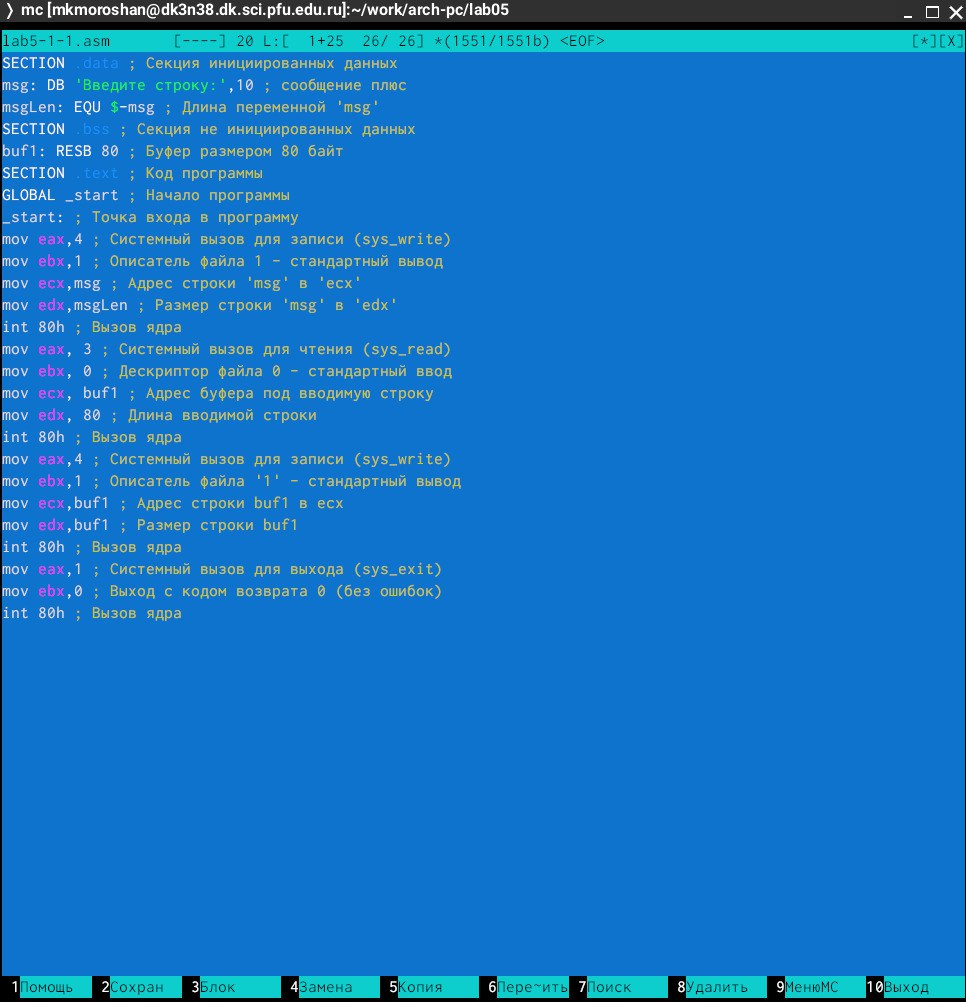 ❭ mc [mkmoroshan@dk3n38.dk.sci.pfu.edu.ru]:~/work/arch-pc/lab05
lab5-1-1.asm [----] 20 L:[ 1+25 26/ 26] *(1551/1551b) <EOF> [*][X]
SECTION .data ; Секция инициированных данных
msg: DB 'Введите строку:',10 ; сообщение плюс
msgLen: EQU $-msg ; Длина переменной 'msg'
SECTION .bss ; Секция не инициированных данных
buf1: RESB 80 ; Буфер размером 80 байт
SECTION .text ; Код программы
GLOBAL _start ; Начало программы
_start: ; Точка входа в программу
mov eax,4 ; Системный вызов для записи (sys_write)
mov ebx,1 ; Описатель файла 1 - стандартный вывод
mov ecx,msg ; Адрес строки 'msg' в 'ecx'
mov edx,msgLen ; Размер строки 'msg' в 'edx'
int 80h ; Вызов ядра
mov eax, 3 ; Системный вызов для чтения (sys_read)
mov ebx, 0 ; Дескриптор файла 0 - стандартный ввод
mov ecx, buf1 ; Адрес буфера под вводимую строку
mov edx, 80 ; Длина вводимой строки
int 80h ; Вызов ядра
mov eax,4 ; Системный вызов для записи (sys_write)
mov ebx,1 ; Описатель файла '1' - стандартный вывод
mov ecx,buf1 ; Адрес строки buf1 в ecx
mov edx,buf1 ; Размер строки buf1
int 80h ; Вызов ядра
mov eax,1 ; Системный вызов для выхода (sys_exit)
mov ebx,0 ; Выход с кодом возврата 0 (без ошибок)
int 80h ; Вызов ядра
1Помощь 2Сохран 3Блок 4Замена 5Копия 6Пере~ить 7Поиск 8Удалить 9МенюMC 10Выход